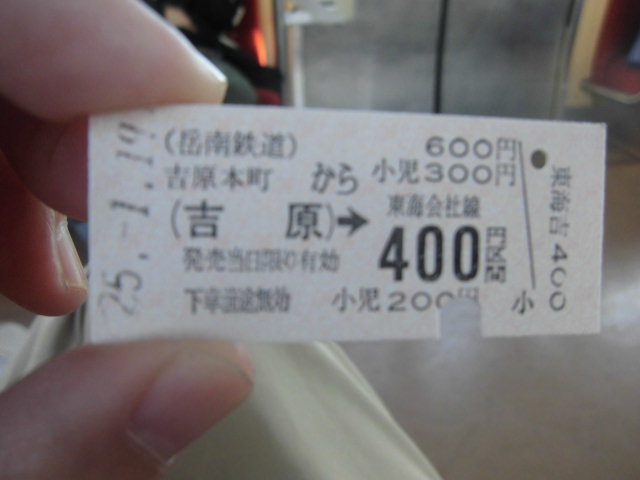 25.-1.19
(岳南鉄道) 600円
吉原本町 から 小児300円
(吉原)➔ 東海会社線
400円区間
発売当日限り有効
下車前途無効 小児200円 小
東海吉400